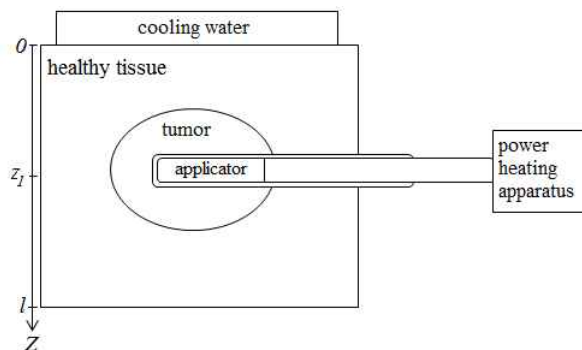 cooling water
0
healthy tissue
tumor
applicator
power
heating
apparatus
z1
l
Z